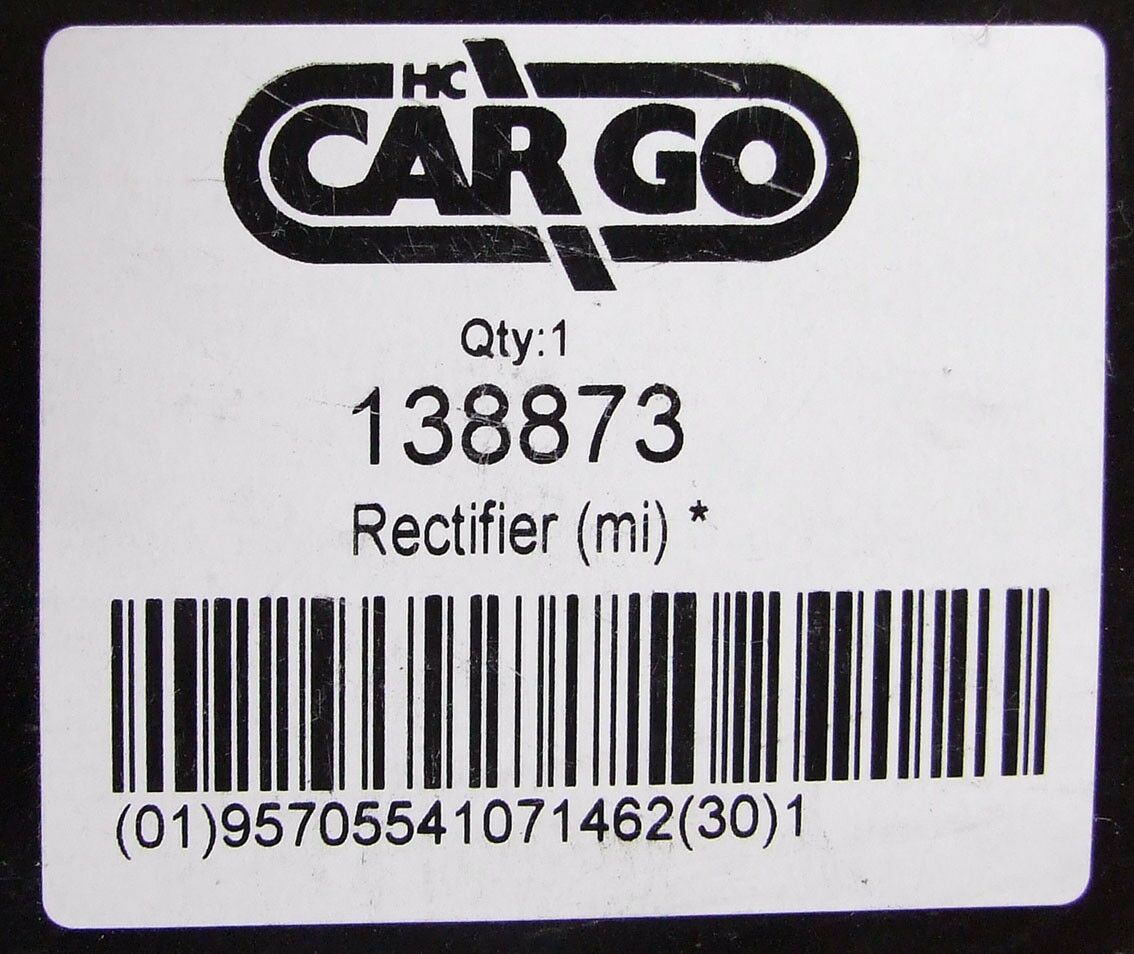 HC
CARGO
Qty:1
138873
Rectifier (mi) *
(01)95705541071462(30)1